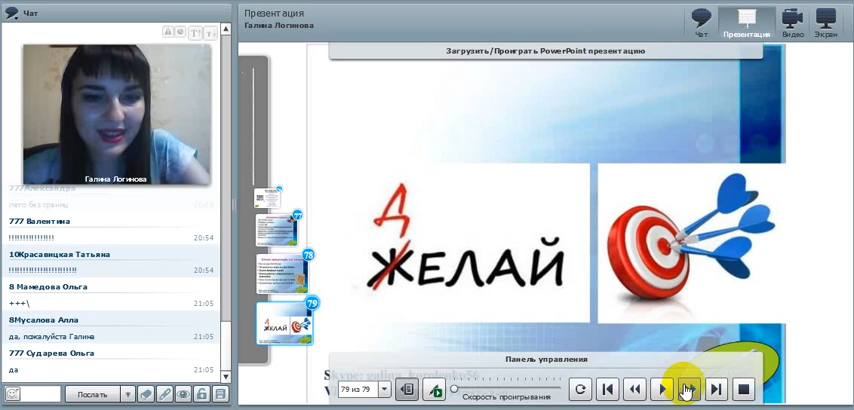 Чат
Галина Логинова
777Александра
лето без границ
777 Валентина
!!!!!!!!!!!!!!!!
20:54
10Красавицкая Татьяна
!!!!!!!!!!!!!!!!!!!!!!!!
20:54
8 Мамедова Ольга
+++\
21:05
8Мусалова Алла
да, пожалуйста Галина
21:05
777 Сударева Ольга
да
21:05
Послать
Презентация
Галина Логинова
Чат
Презентация
Видео
Экран
Загрузить/Проиграть PowerPoint презентацию
77
78
79
Д
ЖЕЛАЙ
Д
ЖЕЛАЙ
Панель управления
Skype:
79 из 79
Скорость проигрывания